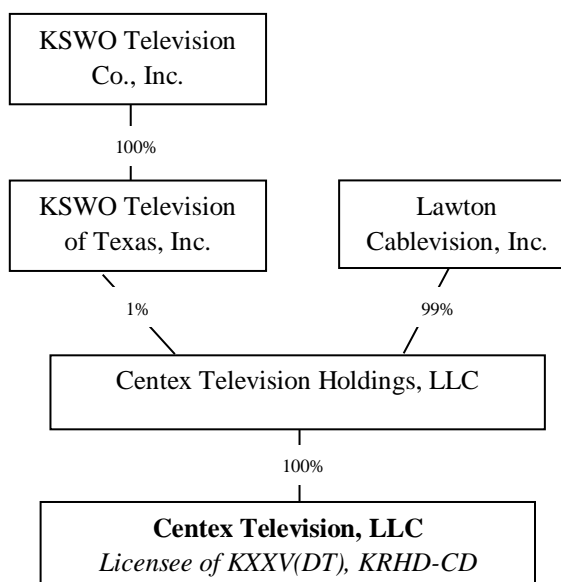 KSWO Television
Co., Inc.
100%
KSWO Television
of Texas, Inc.
Lawton
Cablevision, Inc.
1%
99%
Centex Television Holdings, LLC
100%
Centex Television, LLC
Licensee of KXXV(DT), KRHD-CD